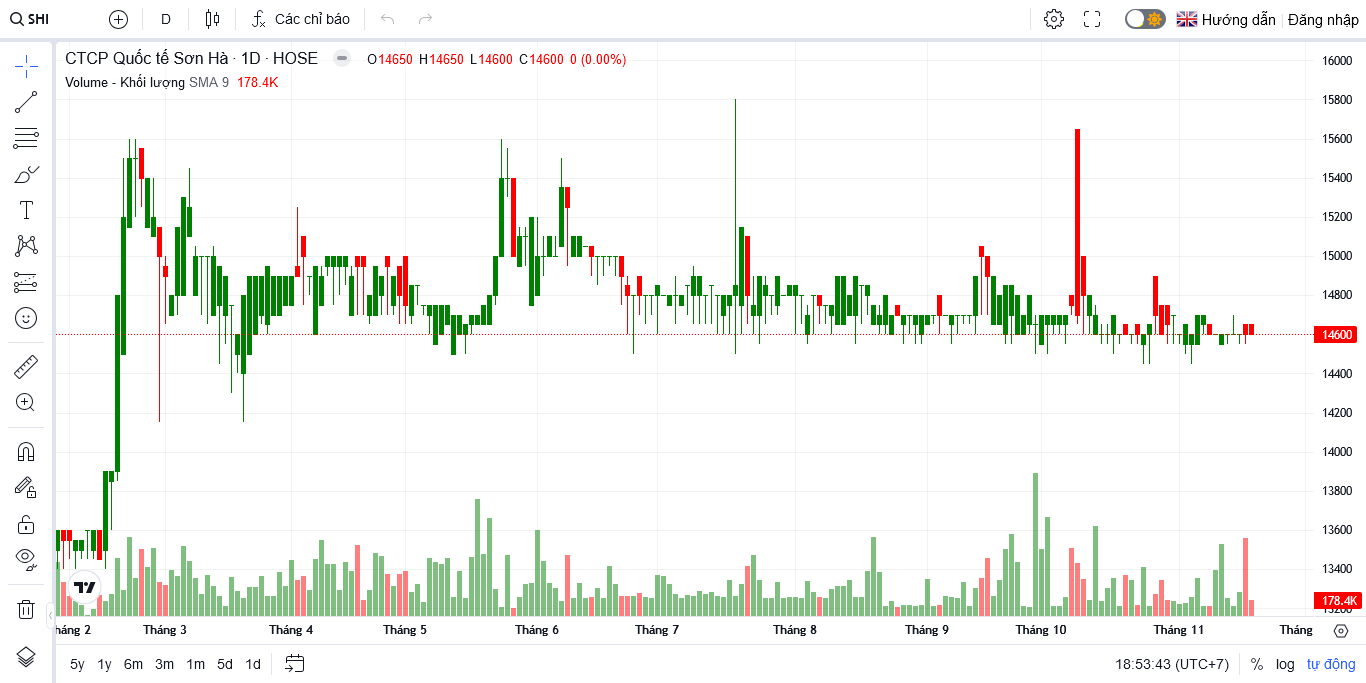 SHI D Các chỉ báo Hướng dẫn Đăng nhập
CTCP Quốc tế Sơn Hà · 1D · HOSE O14650 H14650 L14600 C14600 0 (0.00%)
Volume - Khối lượng SMA 9 178.4K
16000
15800
15600
15400
15200
15000
14800
14600
14400
14200
14000
13800
13600
13400
178.4K
13200
háng 2 Tháng 3 Tháng 4 Tháng 5 Tháng 6 Tháng 7 Tháng 8 Tháng 9 Tháng 10 Tháng 11 Tháng
5y 1y 6m 3m 1m 5d 1d 18:53:43 (UTC+7) % log tự động